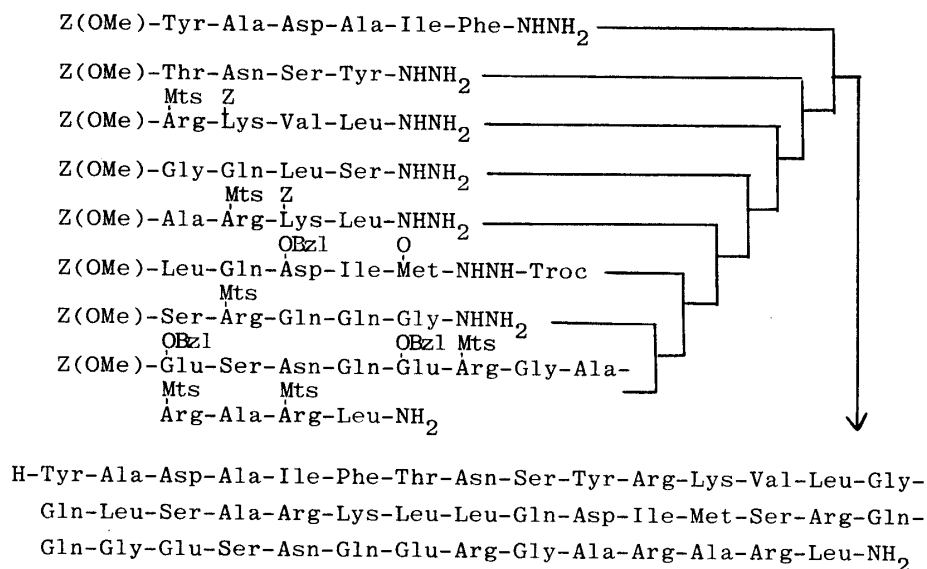 Z(OMe)-Tyr-Ala-Asp-Ala-Ile-Phe-NHNH2
Z(OMe)-Thr-Asn-Ser-Tyr-NHNH2
Mts Z
Z(OMe)-Arg-Lys-Val-Leu-NHNH2
Z(OMe)-Gly-Gln-Leu-Ser-NHNH2
Mts Z
Z(OMe)-Ala-Arg-Lys-Leu-NHNH2
OBzl O
Z(OMe)-Leu-Gln-Asp-Ile-Met-NHNH-Troc
Mts
Z(OMe)-Ser-Arg-Gln-Gln-Gly-NHNH2
OBzl OBzl Mts
Z(OMe)-Glu-Ser-Asn-Gln-Glu-Arg-Gly-Ala-
Mts Mts
Arg-Ala-Arg-Leu-NH2
H-Tyr-Ala-Asp-Ala-Ile-Phe-Thr-Asn-Ser-Tyr-Arg-Lys-Val-Leu-Gly-
Gln-Leu-Ser-Ala-Arg-Lys-Leu-Leu-Gln-Asp-Ile-Met-Ser-Arg-Gln-
Gln-Gly-Glu-Ser-Asn-Gln-Glu-Arg-Gly-Ala-Arg-Ala-Arg-Leu-NH2